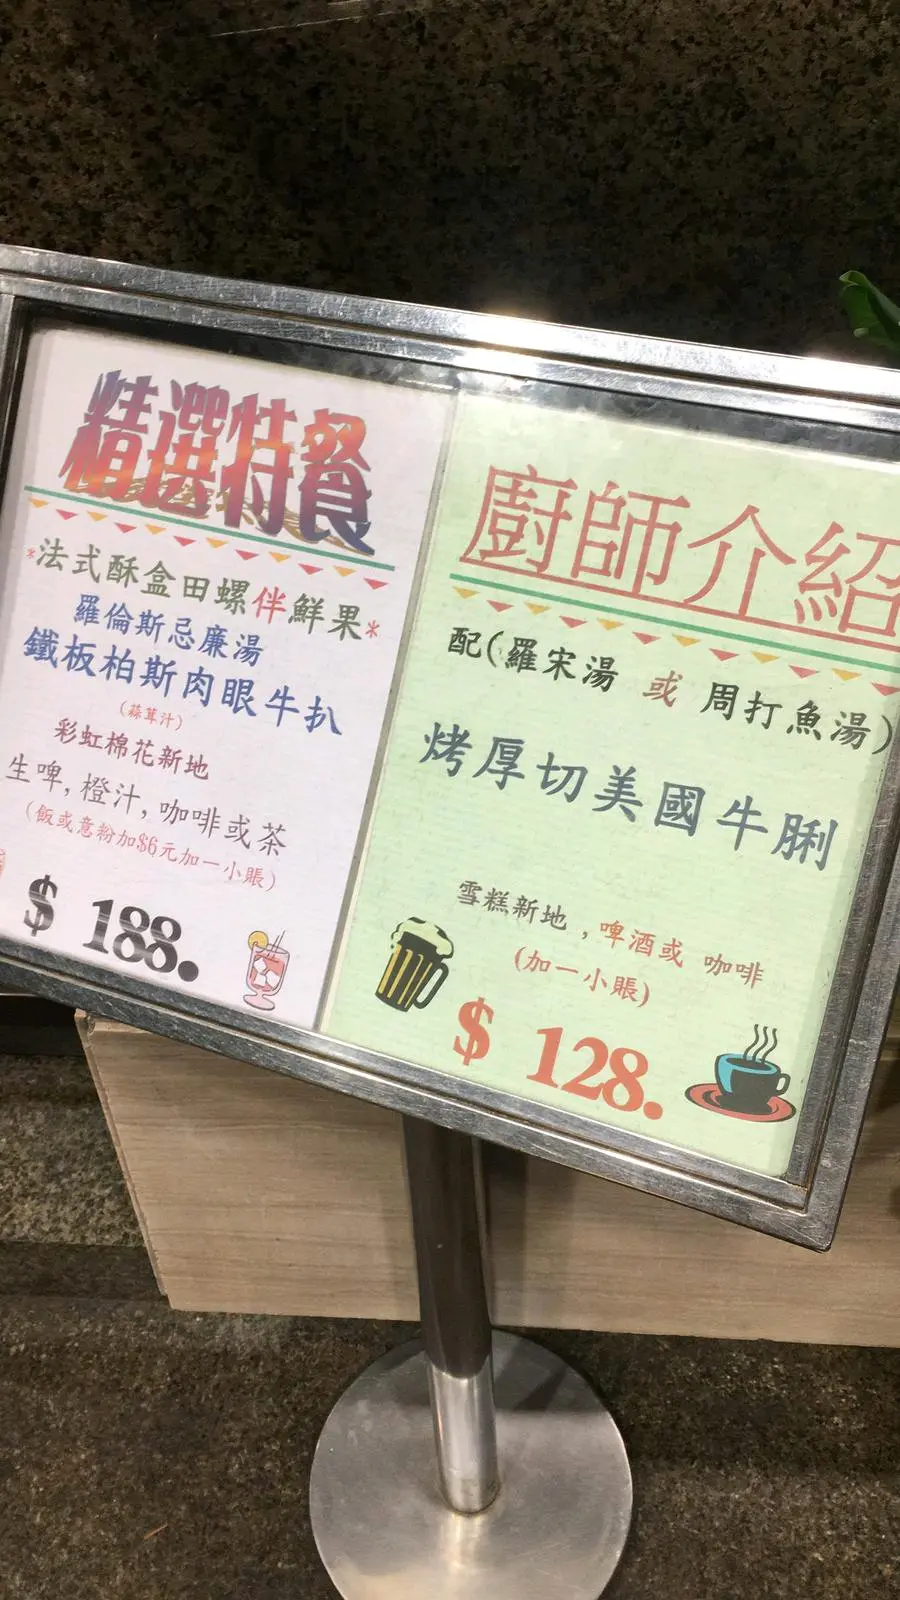 精選特餐
*法式酥盒田螺伴鮮果*
羅倫斯忌廉湯
鐵板柏斯肉眼牛扒
(蒜茸汁)
彩虹棉花新地
生啤,橙汁,咖啡或茶
(飯或意粉加$6元加一小賬)
$ 188.
廚師介紹
配(羅宋湯 或 周打魚湯)
烤厚切美國牛脷
雪糕新地,啤酒或 咖啡
(加一小賬)
$ 128.